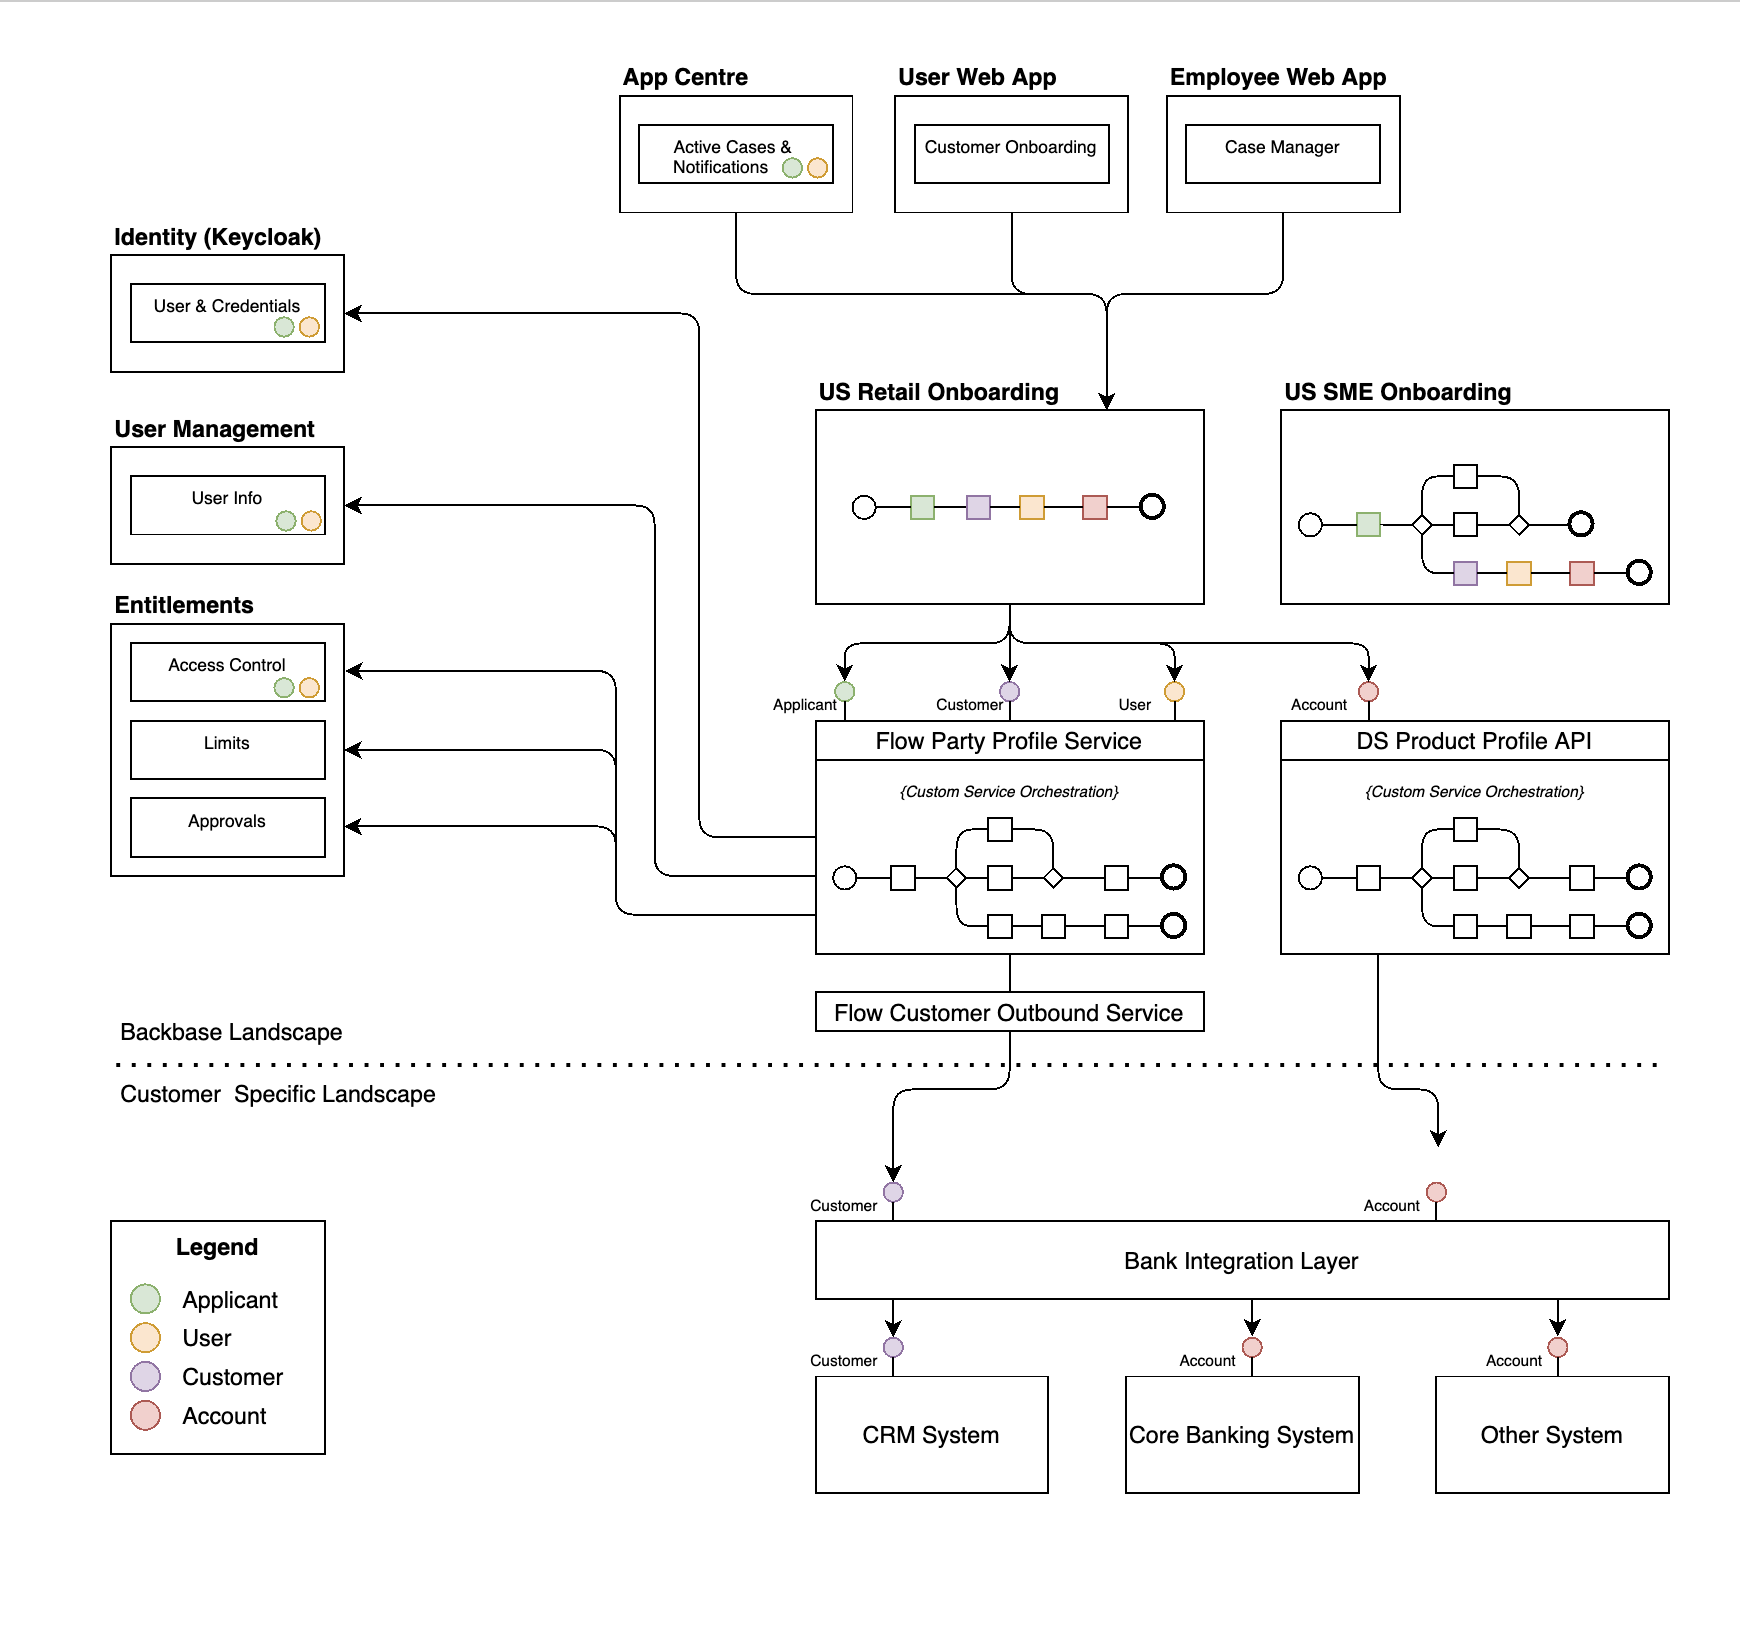 App Centre
User Web App
Employee Web App
Active Cases &
Notifications
Customer Onboarding
Case Manager
Identity (Keycloak)
User & Credentials
User Management
User Info
Entitlements
Access Control
Limits
Approvals
US Retail Onboarding
US SME Onboarding
Applicant
Customer
User
Account
Flow Party Profile Service
{Custom Service Orchestration}
DS Product Profile API
{Custom Service Orchestration}
Flow Customer Outbound Service
Backbase Landscape
Customer  Specific Landscape
Customer
Account
Bank Integration Layer
Customer
Account
Account
CRM System
Core Banking System
Other System
Legend
Applicant
User
Customer
Account